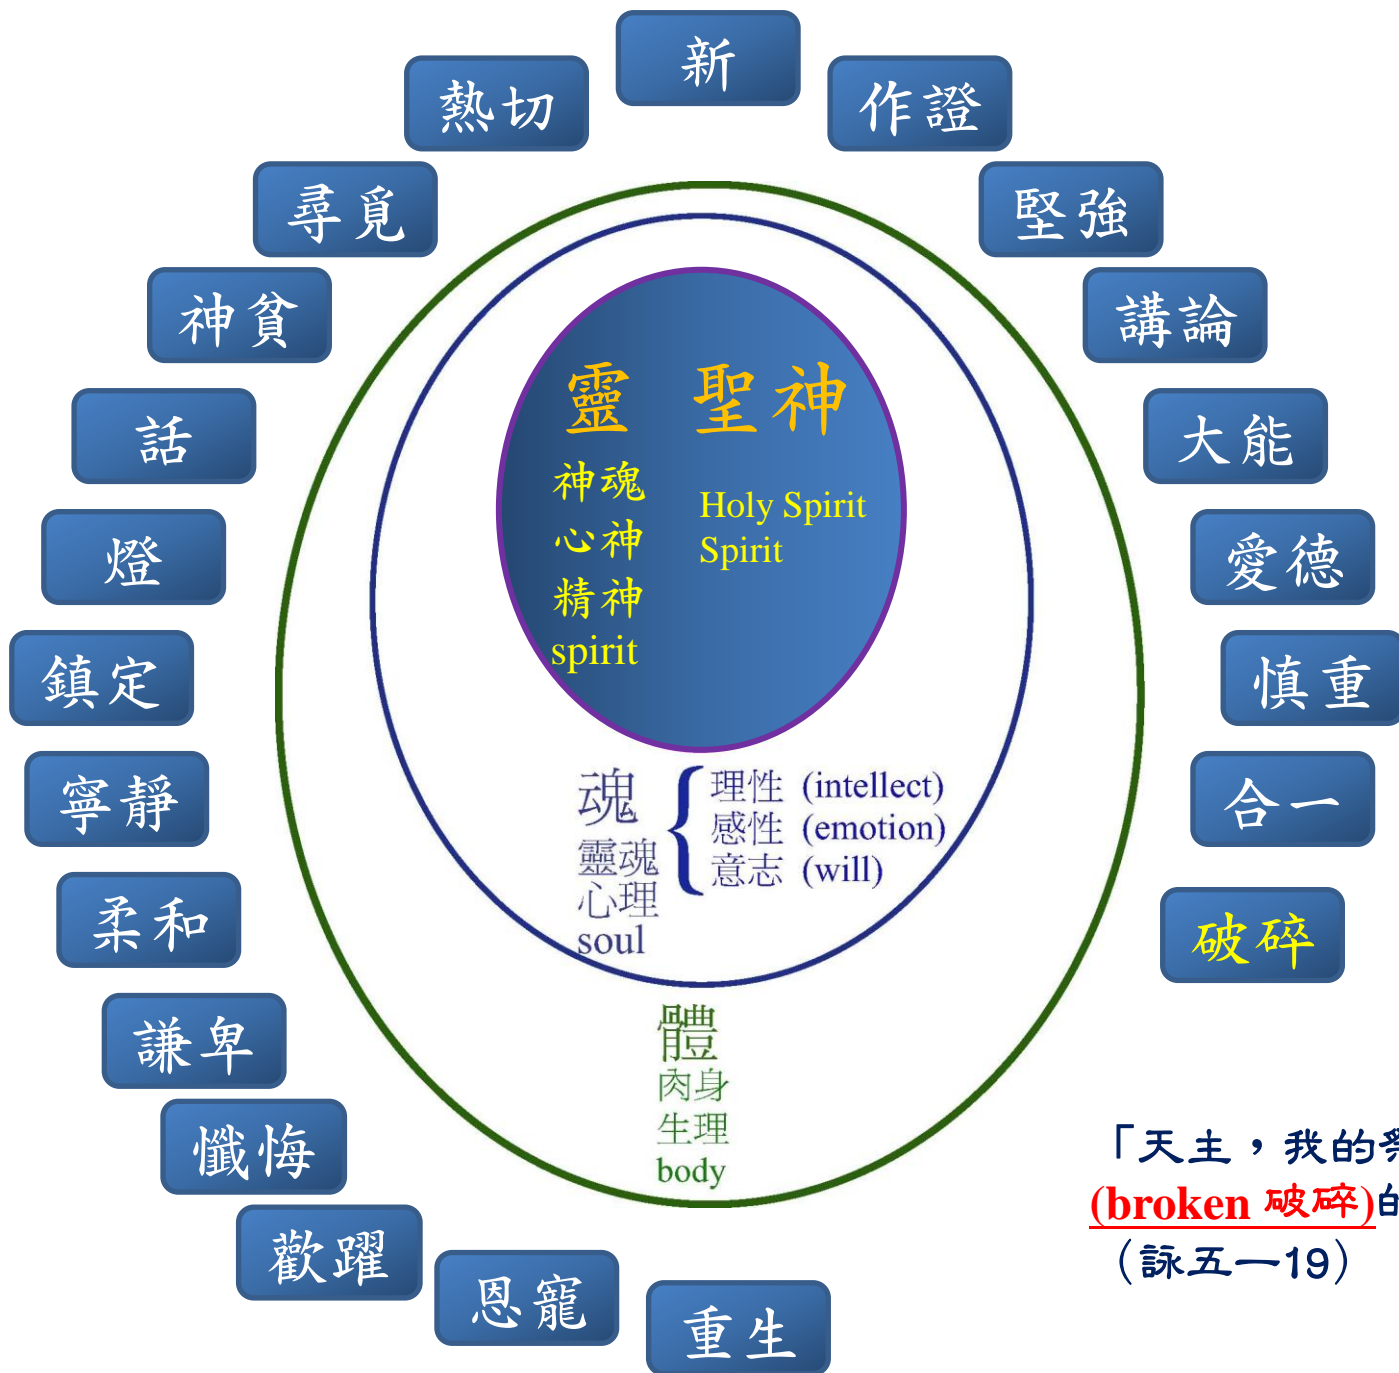 新
熱切
作證
尋覓
堅強
神貧
講論
話
大能
燈
愛德
鎮定
慎重
寧靜
合一
柔和
破碎
謙卑
懺悔
歡躍
恩寵
重生
靈 聖神
神魂
心神
精神
spirit
Holy Spirit
Spirit
魂
靈魂
心理
soul
理性 (intellect)
感性 (emotion)
意志 (will)
體
肉身
生理
body
「天主，我的
(broken 破碎)的
（詠五一19）